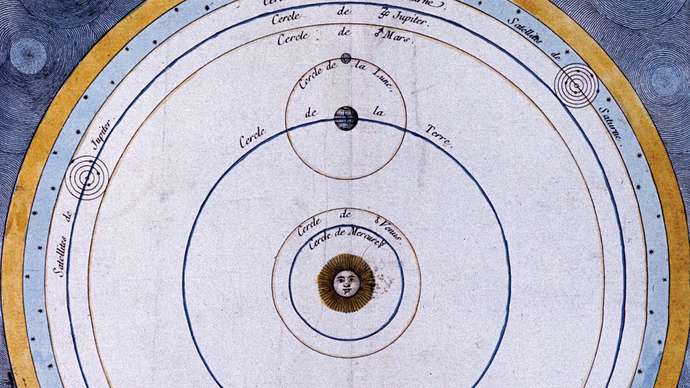 Cercle de ♃ Jupiter.
Cercle de ♂ Mars.
Satellites de Saturne
Cercle de la Lune.
Cercle de la Terre.
Satellites de Jupiter
Cercle de ♀ Venus.
Cercle de Mercure ☿